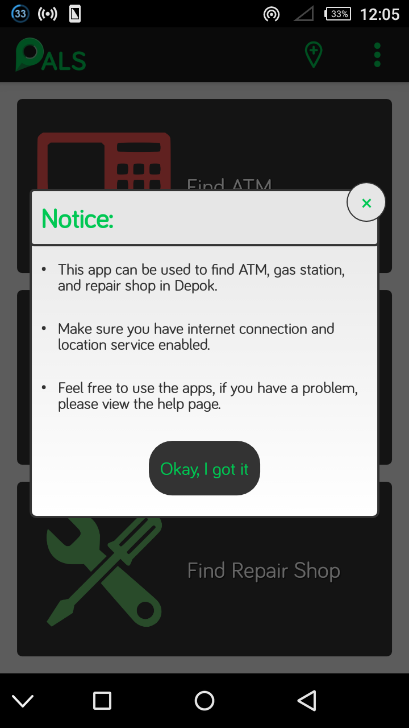 33
33%
12:05
PALS
Find ATM
Notice:
×
• This app can be used to find ATM, gas station,
and repair shop in Depok.
• Make sure you have internet connection and
location service enabled.
• Feel free to use the apps, if you have a problem,
please view the help page.
Okay, I got it
Find Repair Shop